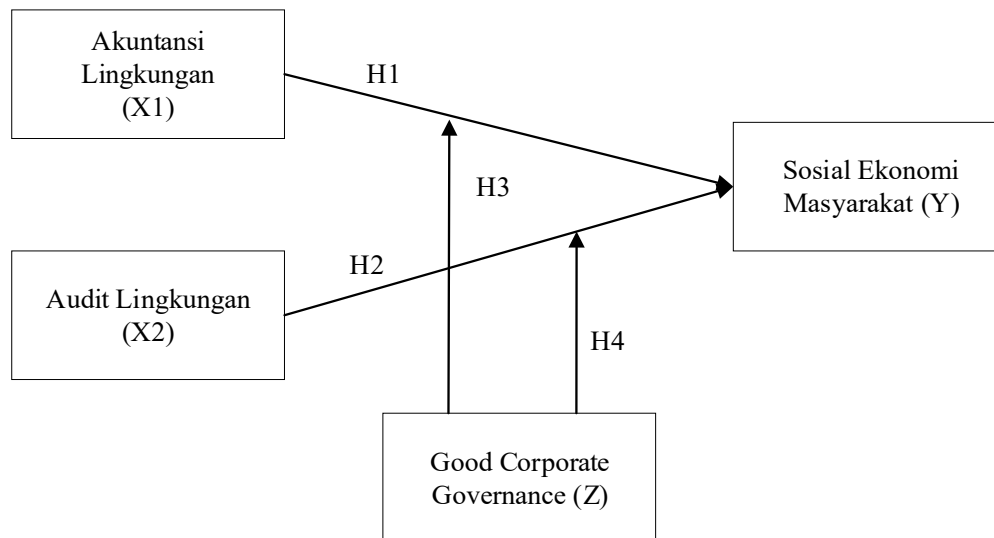 Akuntansi
Lingkungan
(X1)
H1
Sosial Ekonomi
Masyarakat (Y)
H3
H2
Audit Lingkungan
(X2)
H4
Good Corporate
Governance (Z)